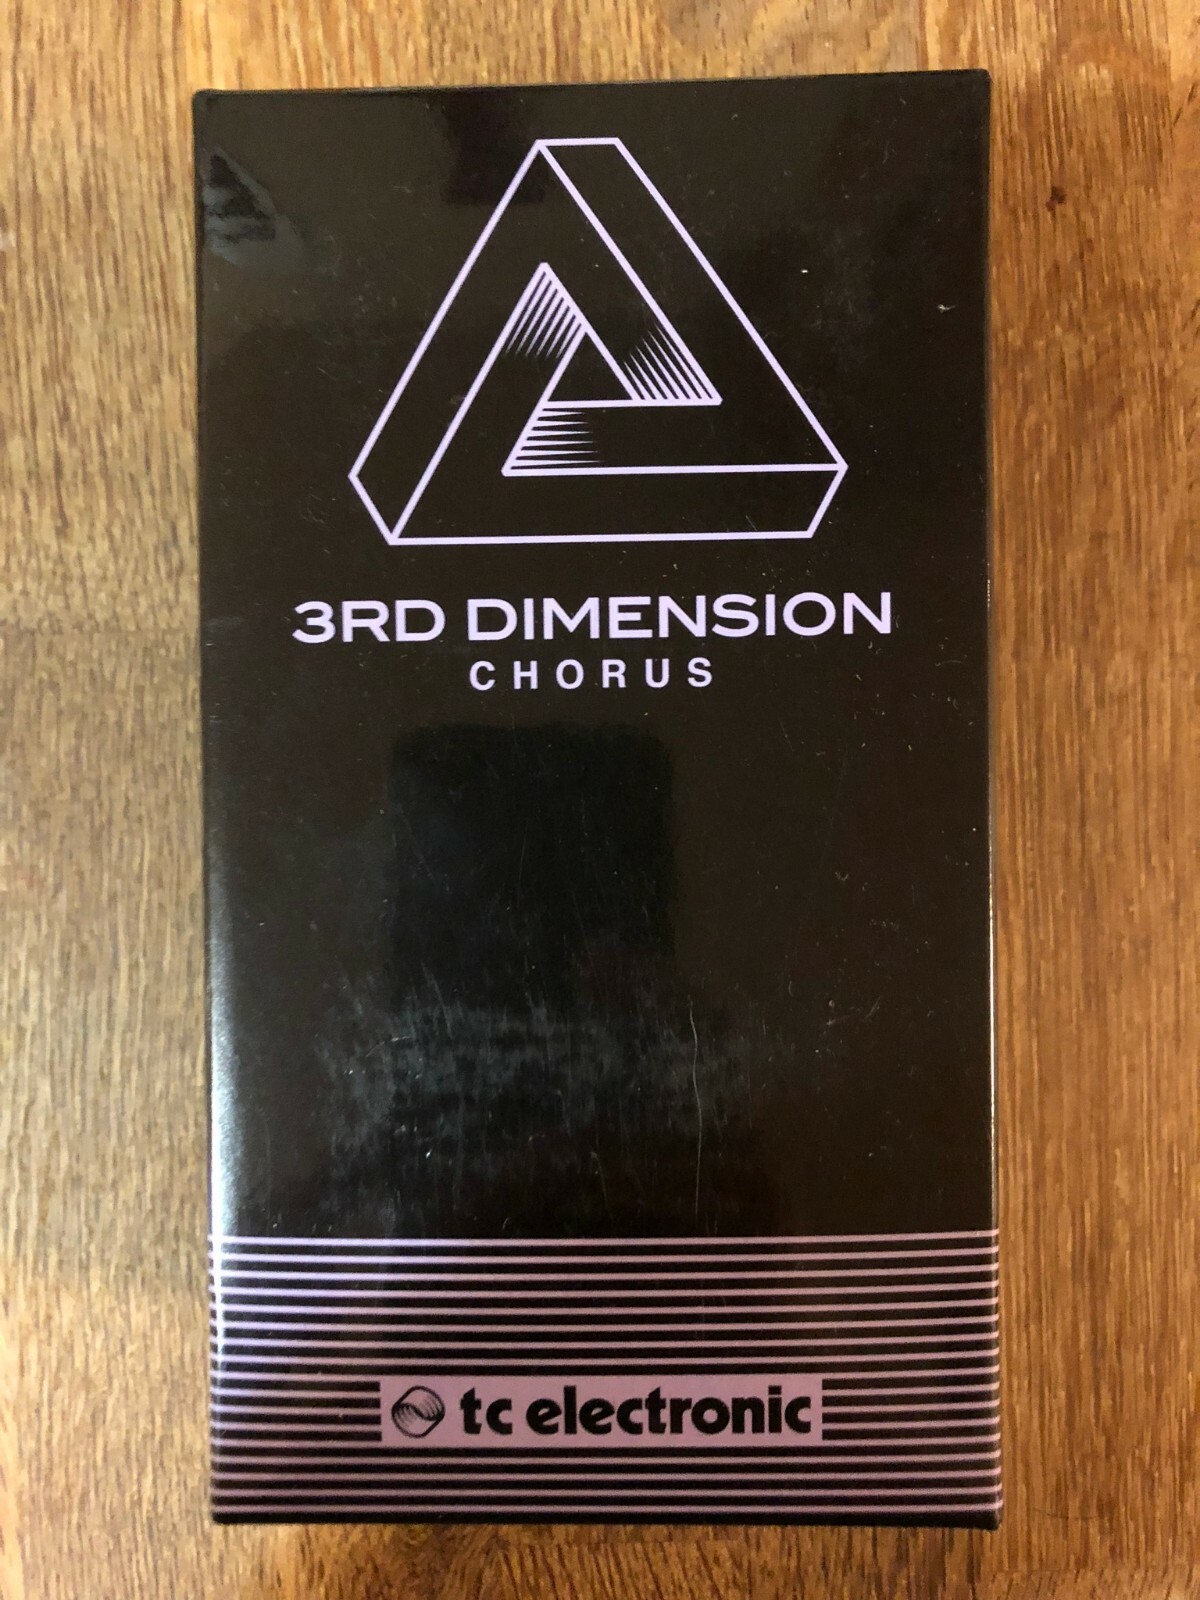 3RD DIMENSION
CHORUS
tc electronic